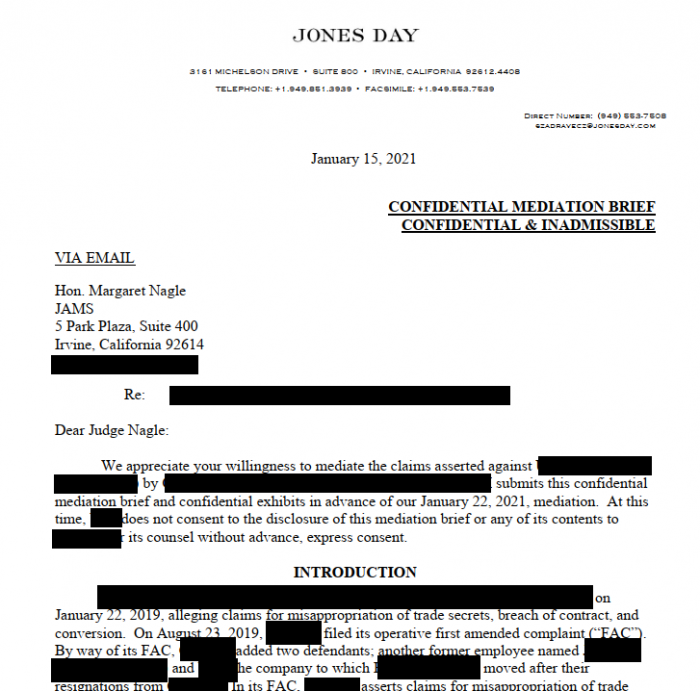 JONES DAY
3161 MICHELSON DRIVE • SUITE 800 • IRVINE, CALIFORNIA 92612.4408
TELEPHONE: +1.949.851.3939 • FACSIMILE: +1.949.553.7539
DIRECT NUMBER: (949) 553-7508
SZADRAVECZ@JONESDAY.COM
January 15, 2021
CONFIDENTIAL MEDIATION BRIEF
CONFIDENTIAL & INADMISSIBLE
VIA EMAIL
Hon. Margaret Nagle
JAMS
5 Park Plaza, Suite 400
Irvine, California 92614
Re:
Dear Judge Nagle:
We appreciate your willingness to mediate the claims asserted against
by submits this confidential
mediation brief and confidential exhibits in advance of our January 22, 2021, mediation. At this
time, does not consent to the disclosure of this mediation brief or any of its contents to
r its counsel without advance, express consent.
INTRODUCTION
on
January 22, 2019, alleging claims for misappropriation of trade secrets, breach of contract, and
conversion. On August 23, 2019, filed its operative first amended complaint (“FAC”).
By way of its FAC, added two defendants; another former employee named
and he company to which moved after their
resignations from In its FAC, asserts claims for misappropriation of trade